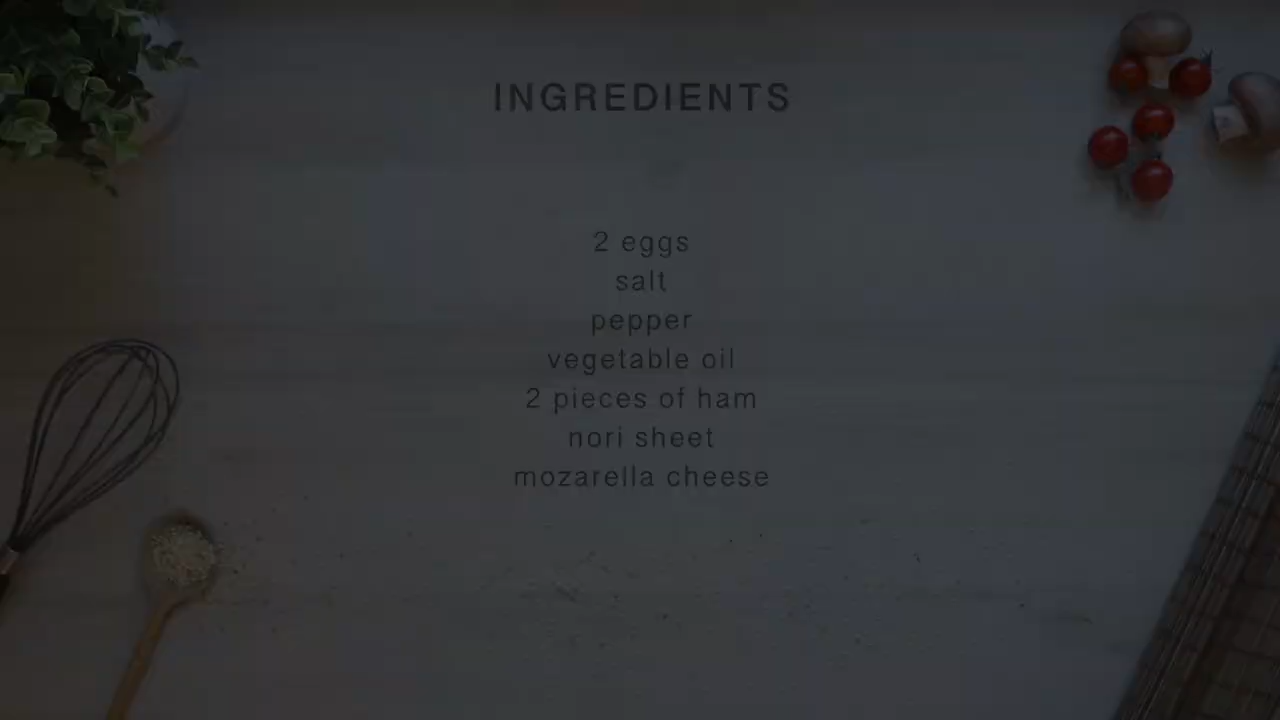 INGREDIENTS
2 eggs
salt
pepper
vegetable oil
2 pieces of ham
nori sheet
mozarella cheese